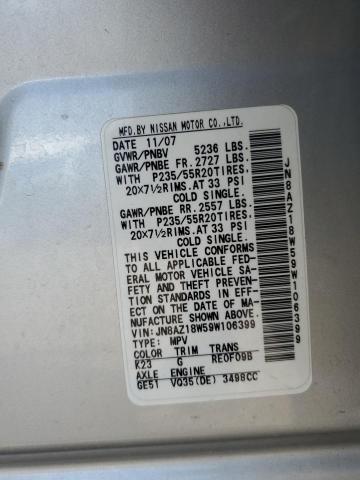 MFD.BY NISSAN MOTOR CO.,LTD.
DATE 11/07
GVWR/PNBV 5236 LBS.
GAWR/PNBE FR. 2727 LBS.
WITH P235/55R20TIRES,
20X7½RIMS.AT 33 PSI
COLD SINGLE.
GAWR/PNBE RR. 2557 LBS.
WITH P235/55R20TIRES,
20X7½RIMS.AT 33 PSI
COLD SINGLE.
THIS VEHICLE CONFORMS
TO ALL APPLICABLE FED-
ERAL MOTOR VEHICLE SA-
FETY AND THEFT PREVENTION
STANDARDS IN EFF-
ECT ON THE DATE OF MA-
NUFACTURE SHOWN ABOVE.
VIN:JN8AZ18W59W106399
TYPE: MPV
COLOR TRIM TRANS
K23 G RE0F09B
AXLE ENGINE
GE51 VQ35(DE) 3498CC
JN8AZ18W59W106399